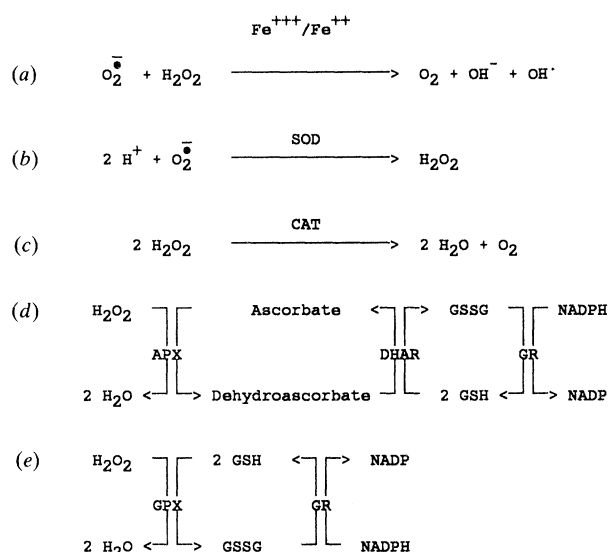 Fe+++/Fe++
(a) O2•̄ + H2O2 ————> O2 + OH− + OH·
SOD
(b) 2 H+ + O2•̄ ————> H2O2
CAT
(c) 2 H2O2 ————> 2 H2O + O2
(d) H2O2 Ascorbate <—> GSSG NADPH
APX DHAR GR
2 H2O <—> Dehydroascorbate 2 GSH <—> NADP
(e) H2O2 2 GSH <—> NADP
GPX GR
2 H2O <—> GSSG NADPH